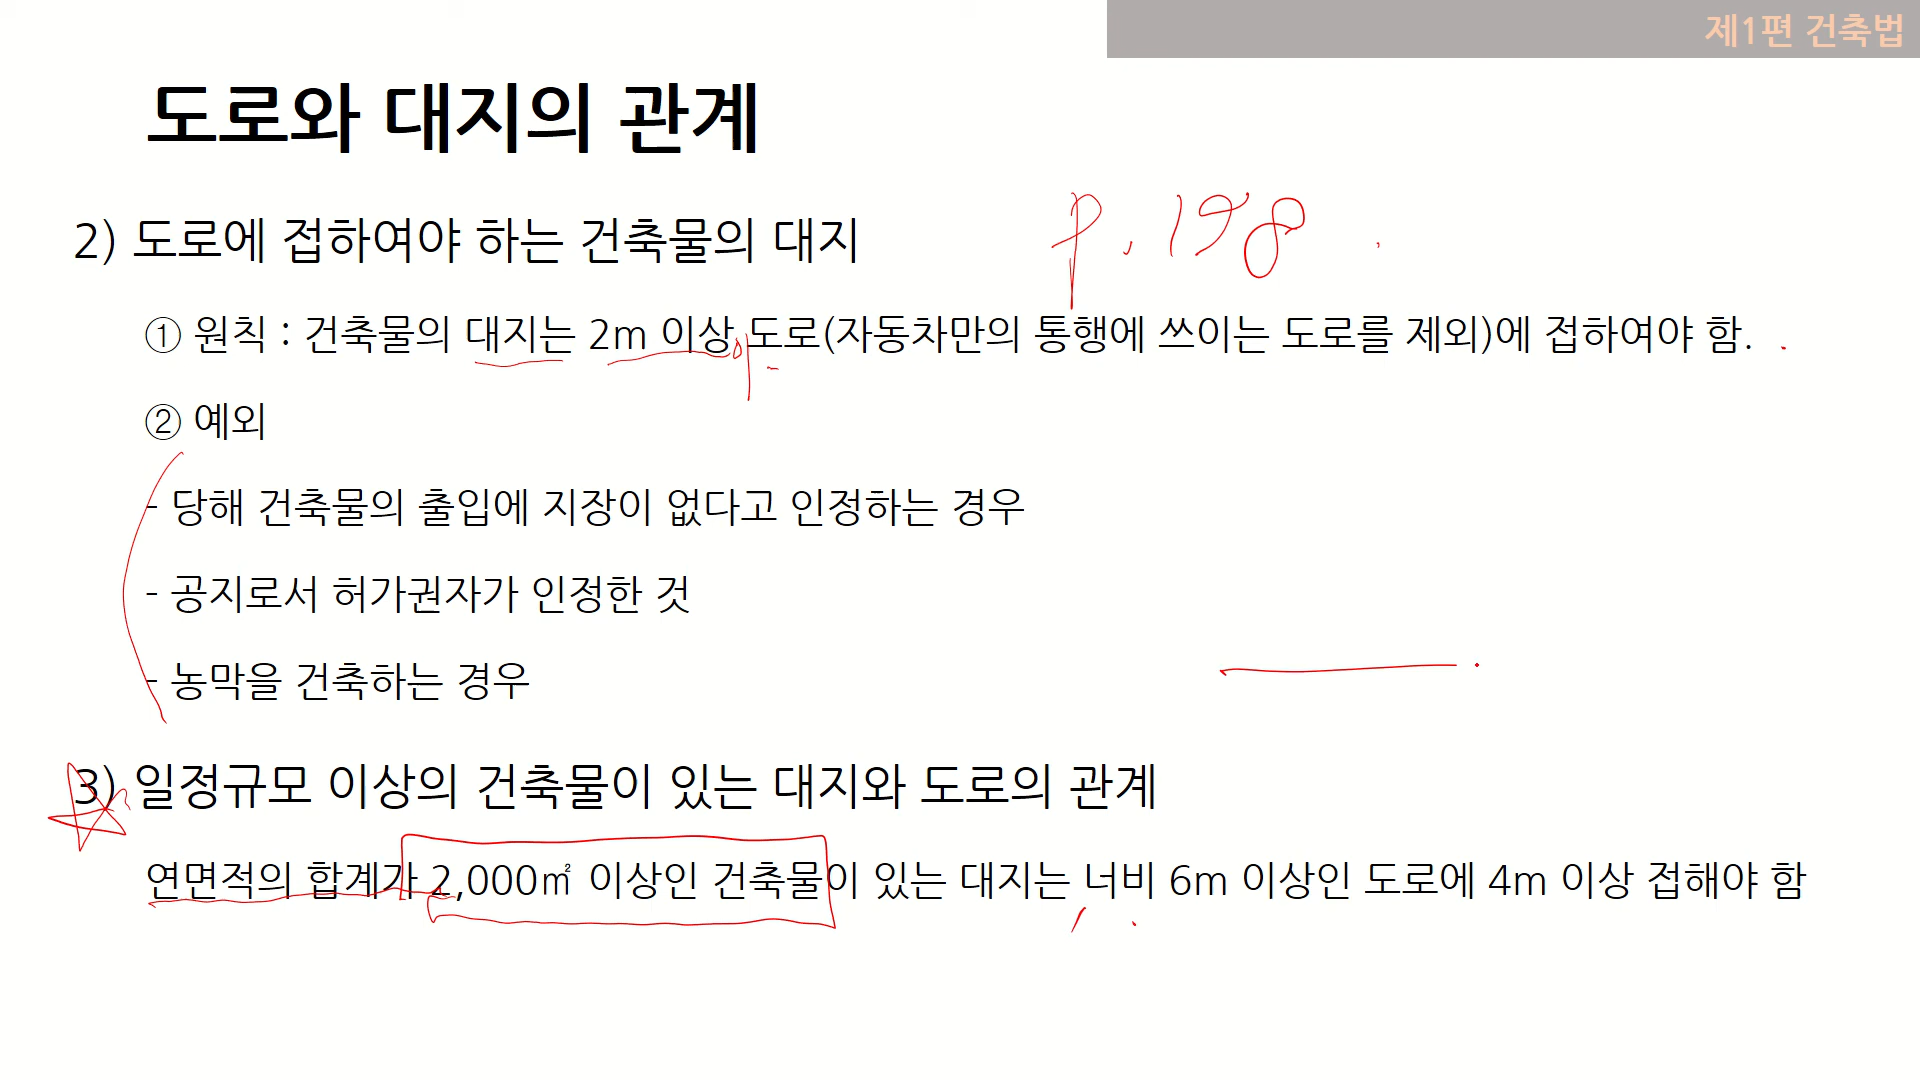 제1편 건축법
도로와 대지의 관계
p. 198
2) 도로에 접하여야 하는 건축물의 대지
① 원칙 : 건축물의 대지는 2m 이상 도로(자동차만의 통행에 쓰이는 도로를 제외)에 접하여야 함.
② 예외
- 당해 건축물의 출입에 지장이 없다고 인정하는 경우
- 공지로서 허가권자가 인정한 것
- 농막을 건축하는 경우
3) 일정규모 이상의 건축물이 있는 대지와 도로의 관계
연면적의 합계가 2,000㎡ 이상인 건축물이 있는 대지는 너비 6m 이상인 도로에 4m 이상 접해야 함